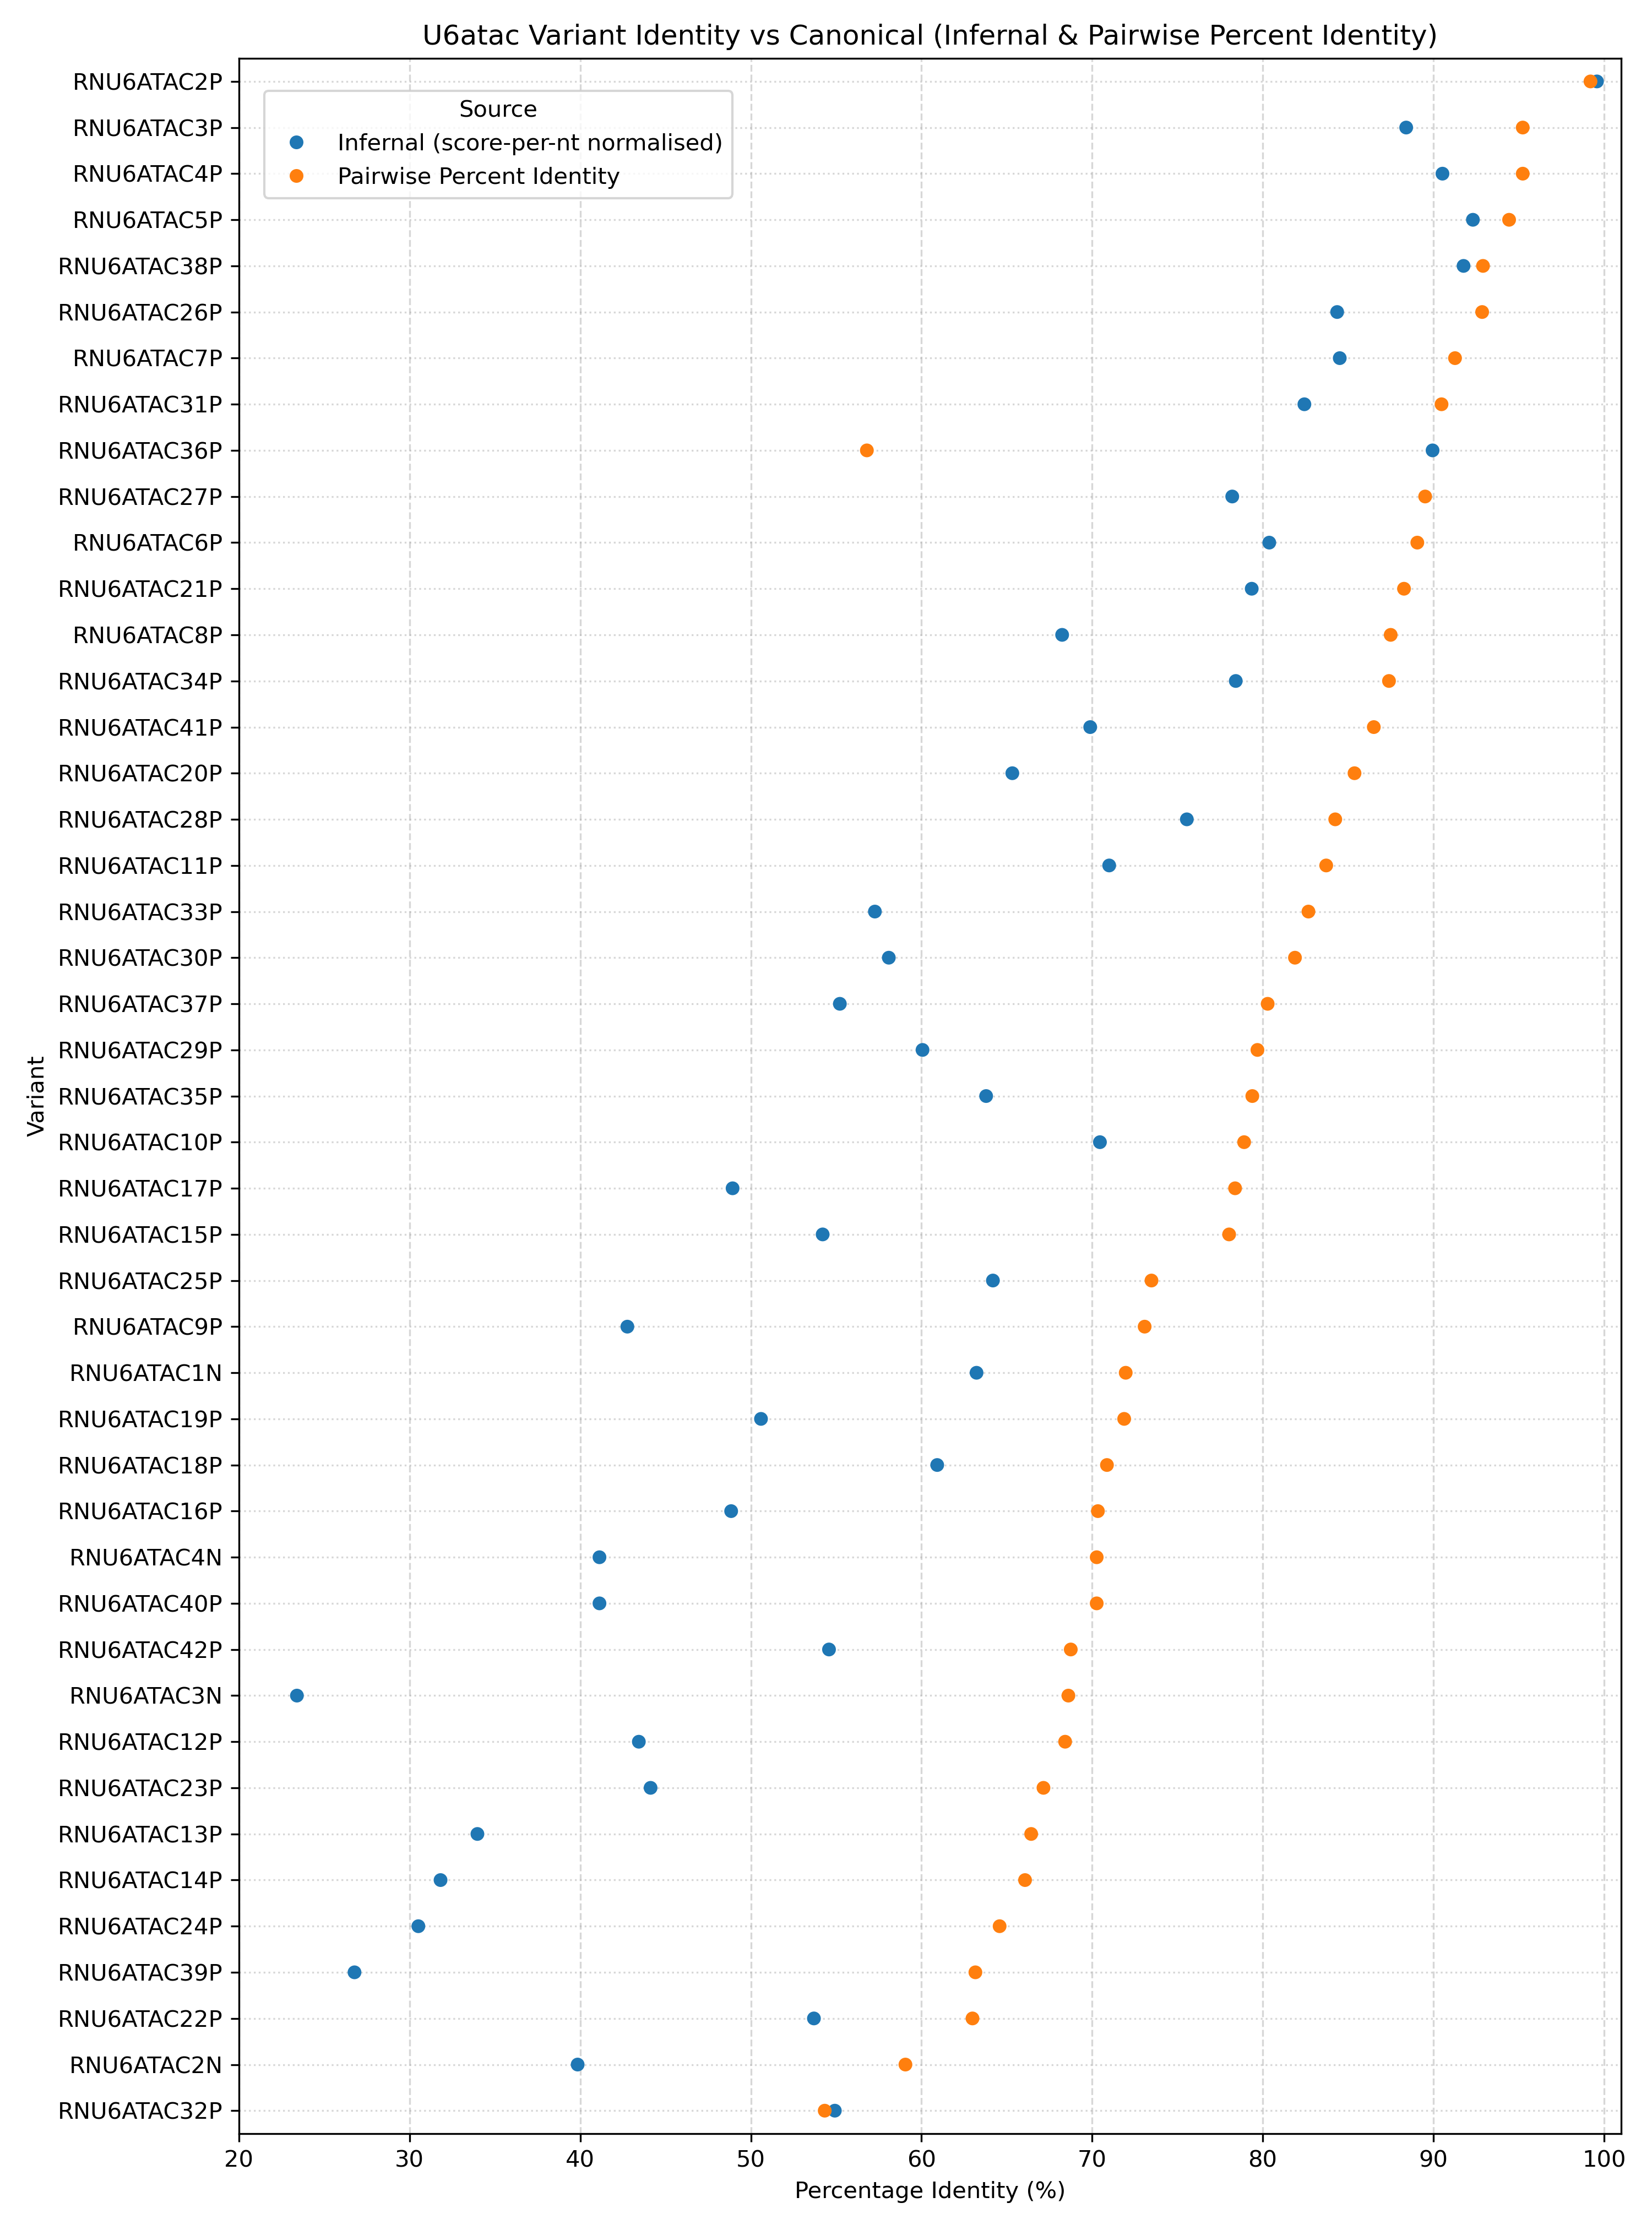 U6atac Variant Identity vs Canonical (Infernal & Pairwise Percent Identity)
Source
Infernal (score-per-nt normalised)
Pairwise Percent Identity
Variant
RNU6ATAC2P
RNU6ATAC3P
RNU6ATAC4P
RNU6ATAC5P
RNU6ATAC38P
RNU6ATAC26P
RNU6ATAC7P
RNU6ATAC31P
RNU6ATAC36P
RNU6ATAC27P
RNU6ATAC6P
RNU6ATAC21P
RNU6ATAC8P
RNU6ATAC34P
RNU6ATAC41P
RNU6ATAC20P
RNU6ATAC28P
RNU6ATAC11P
RNU6ATAC33P
RNU6ATAC30P
RNU6ATAC37P
RNU6ATAC29P
RNU6ATAC35P
RNU6ATAC10P
RNU6ATAC17P
RNU6ATAC15P
RNU6ATAC25P
RNU6ATAC9P
RNU6ATAC1N
RNU6ATAC19P
RNU6ATAC18P
RNU6ATAC16P
RNU6ATAC4N
RNU6ATAC40P
RNU6ATAC42P
RNU6ATAC3N
RNU6ATAC12P
RNU6ATAC23P
RNU6ATAC13P
RNU6ATAC14P
RNU6ATAC24P
RNU6ATAC39P
RNU6ATAC22P
RNU6ATAC2N
RNU6ATAC32P
20 30 40 50 60 70 80 90 100
Percentage Identity (%)